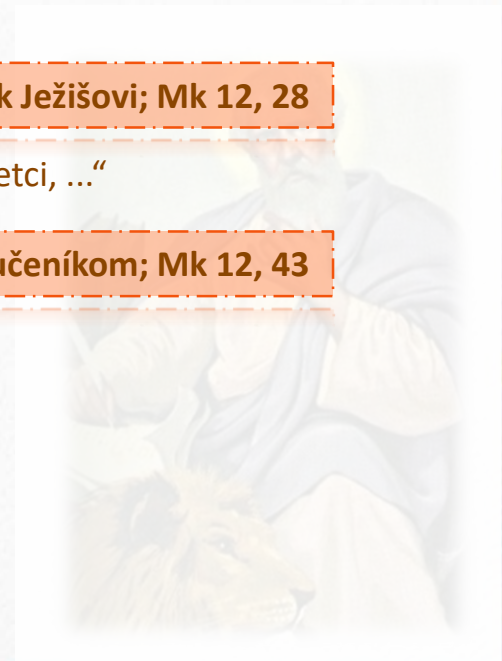 k Ježišovi; Mk 12, 28
etci, ..."
učeníkom; Mk 12, 43